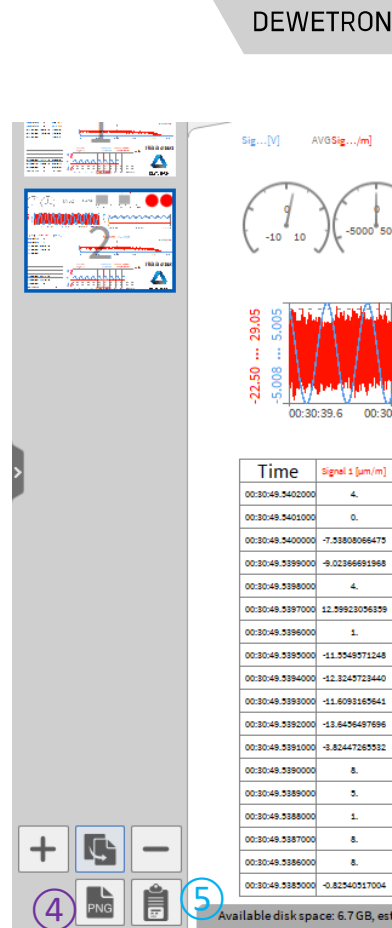 DEWETRON
Sig...[V] AVGSig.../m]
0 0
-10 10 -5000 50
2
-22.50 ... 29.05
-5.008 ... 5.005
00:30:39.6 00:30
Time Signal 1 [um/m]
00:30:49.5402000 4.
00:30:49.5401000 0.
00:30:49.5400000 -7.53808066475
00:30:49.5399000 -9.02366691968
00:30:49.5398000 4.
00:30:49.5397000 12.59923056359
00:30:49.5396000 1.
00:30:49.5395000 -11.5549571248
00:30:49.5394000 -12.3245723440
00:30:49.5393000 -11.6093165641
00:30:49.5392000 -13.6456497696
00:30:49.5391000 -3.82447265532
00:30:49.5390000 8.
00:30:49.5389000 5.
00:30:49.5388000 1.
00:30:49.5387000 8.
00:30:49.5386000 8.
00:30:49.5385000 -0.82540517004
4 PNG 5
Available disk space: 6.7 GB, est